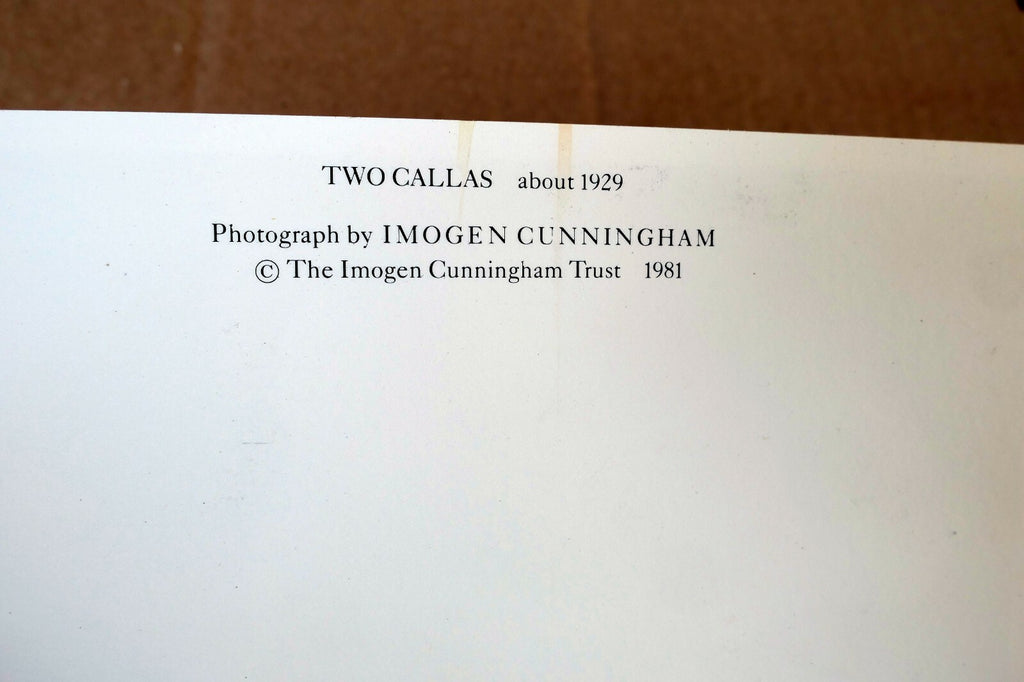 TWO CALLAS about 1929
Photograph by IMOGEN CUNNINGHAM
© The Imogen Cunningham Trust 1981